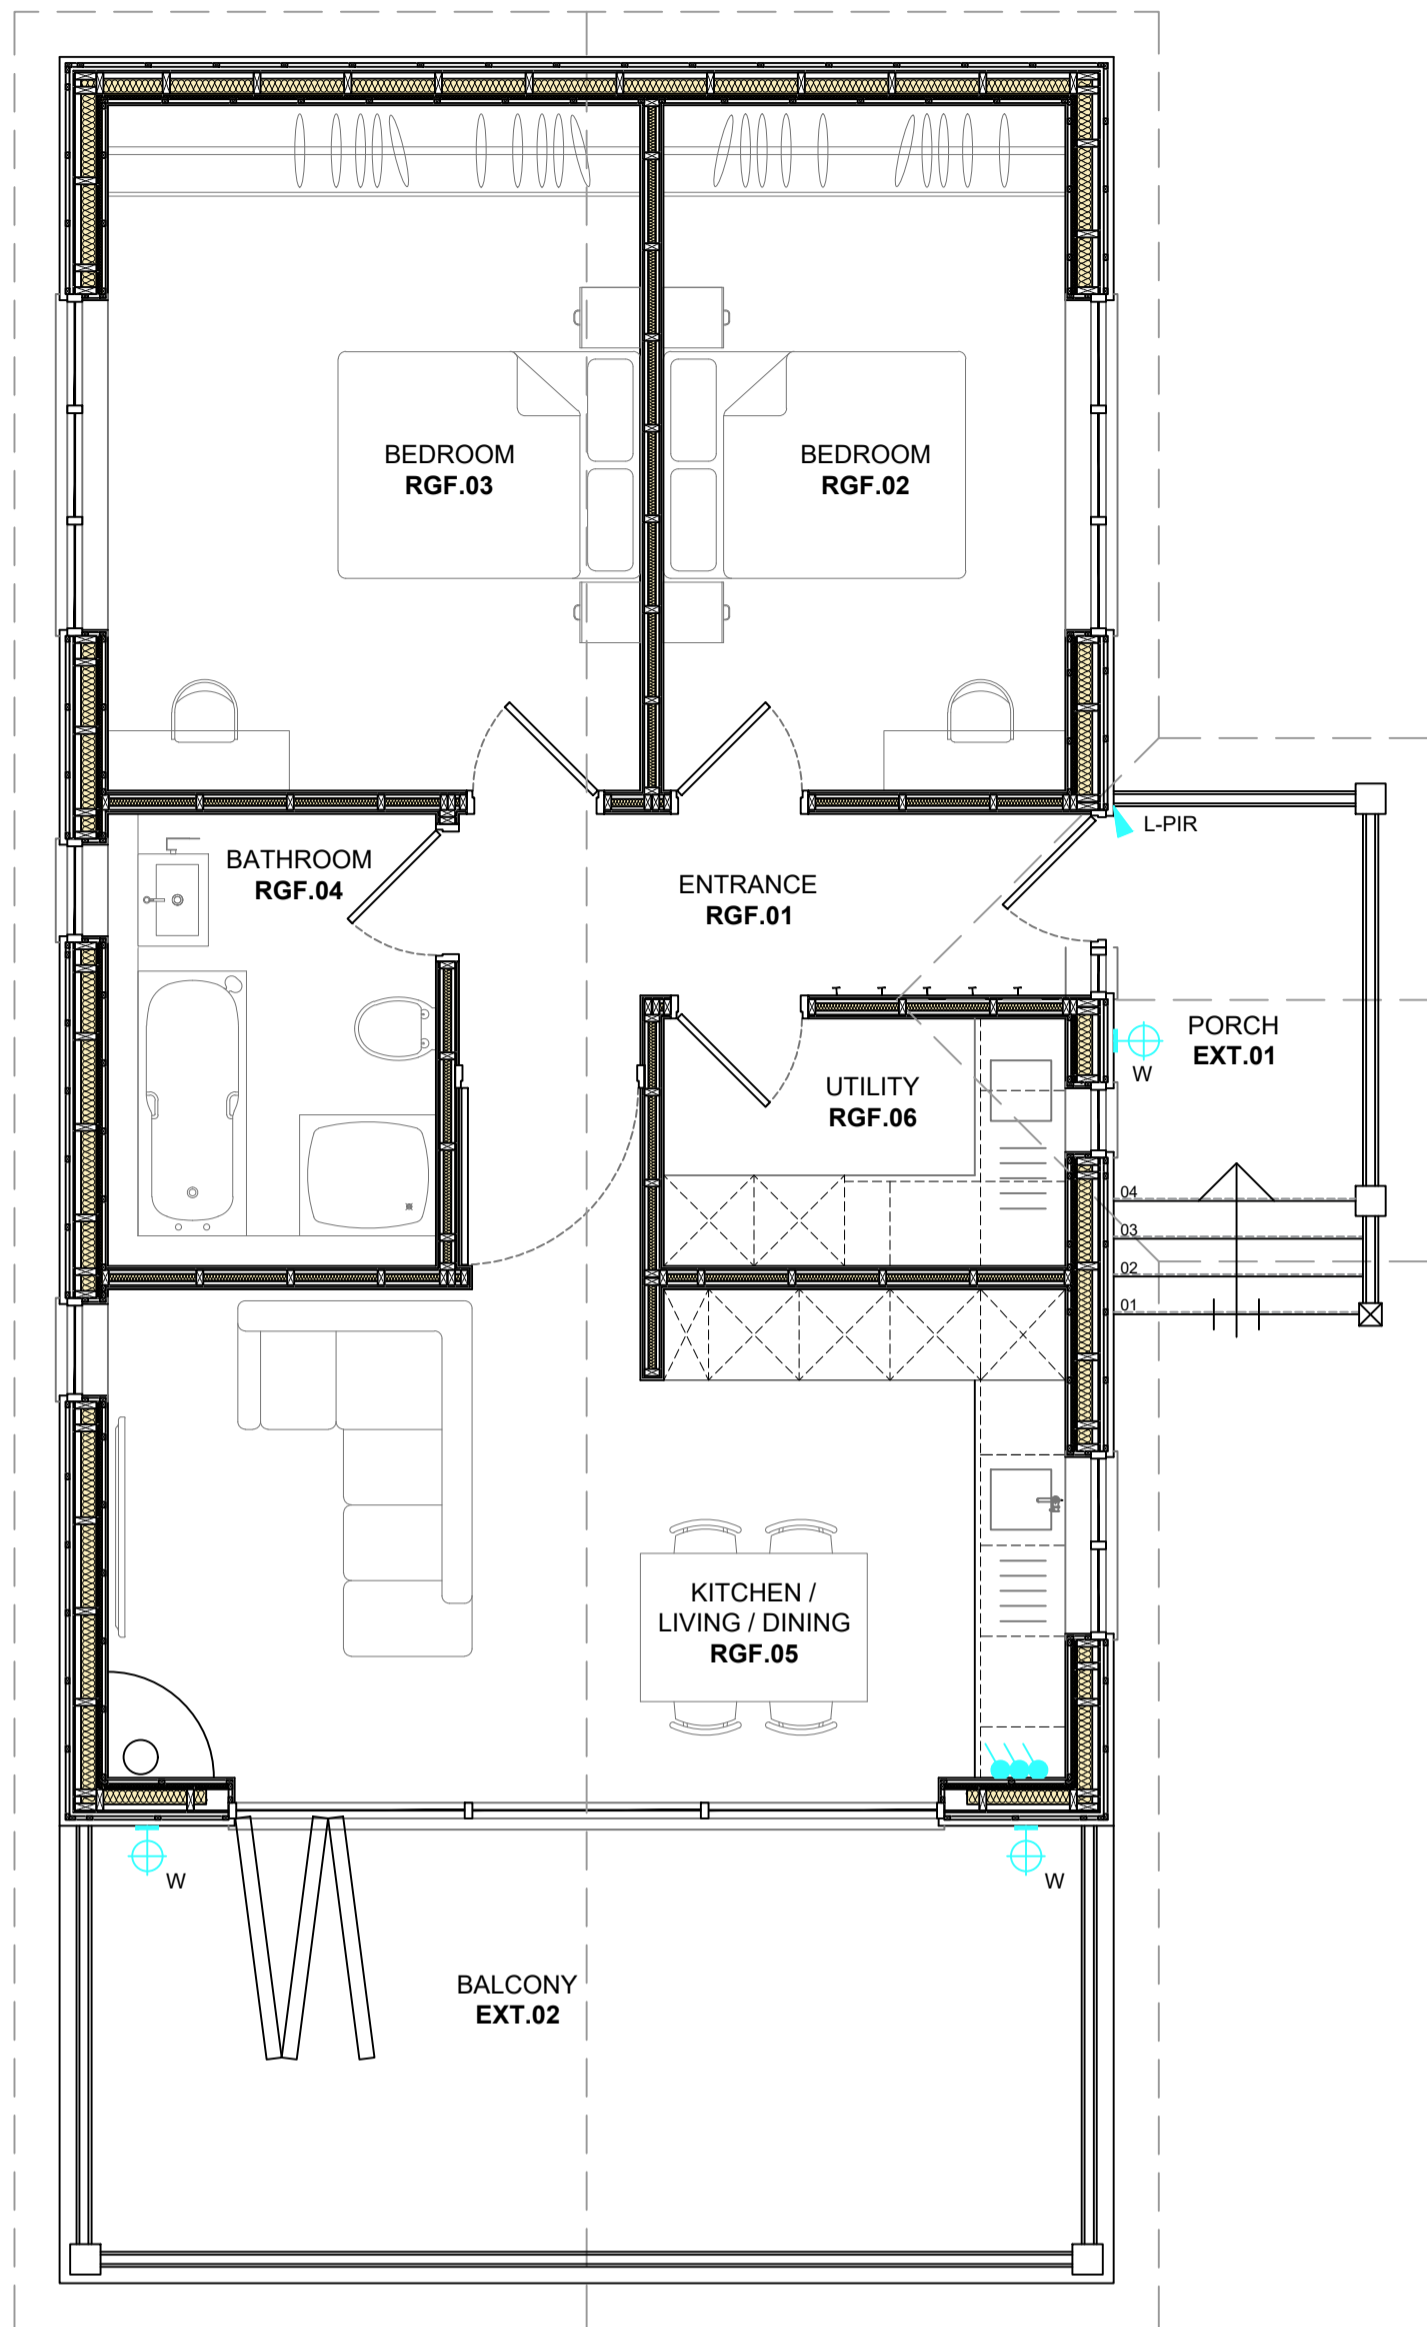 BEDROOM
RGF.03
BEDROOM
RGF.02
L-PIR
BATHROOM
RGF.04
ENTRANCE
RGF.01
PORCH
EXT.01
W
UTILITY
RGF.06
04
03
02
01
KITCHEN /
LIVING / DINING
RGF.05
W
W
BALCONY
EXT.02